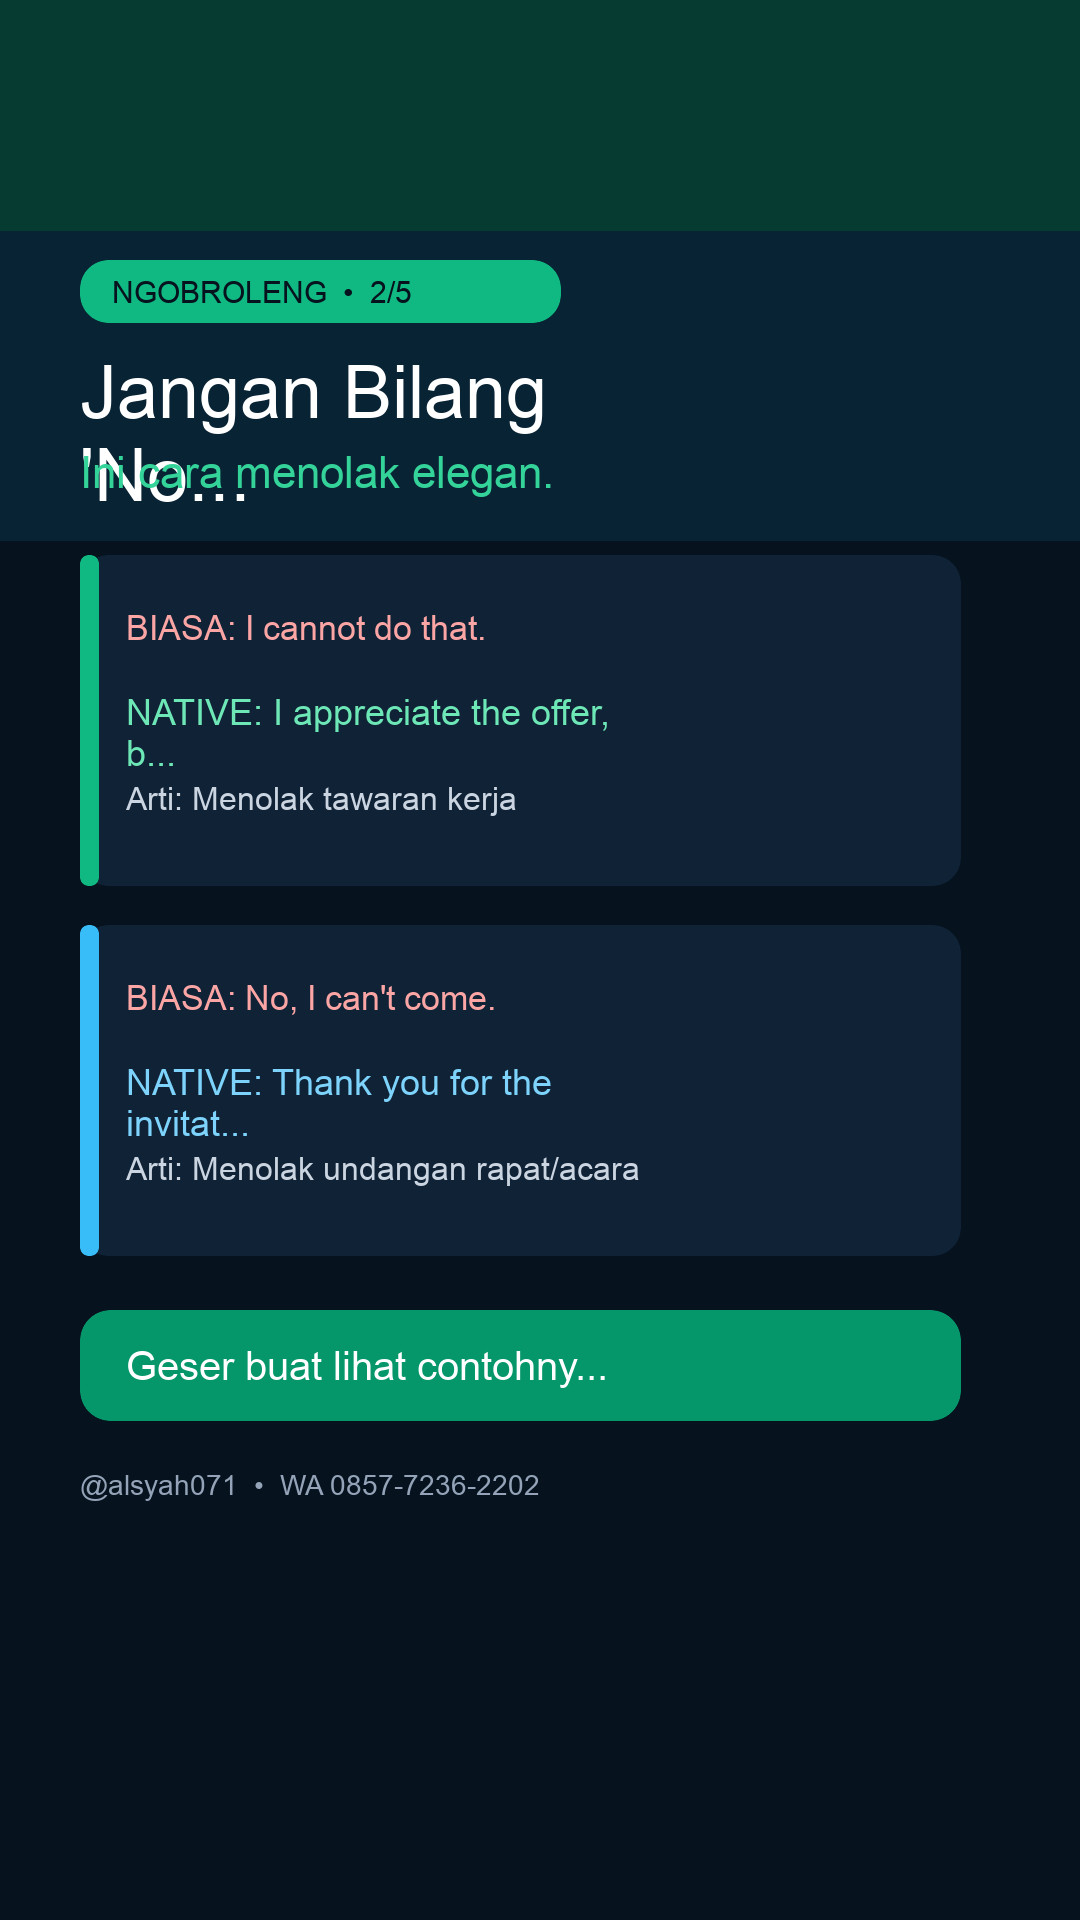 NGOBROLENG • 2/5
Jangan Bilang
'No...
Ini cara menolak elegan.
BIASA: I cannot do that.
NATIVE: I appreciate the offer,
b...
Arti: Menolak tawaran kerja
BIASA: No, I can't come.
NATIVE: Thank you for the
invitat...
Arti: Menolak undangan rapat/acara
Geser buat lihat contohny...
@alsyah071 • WA 0857-7236-2202